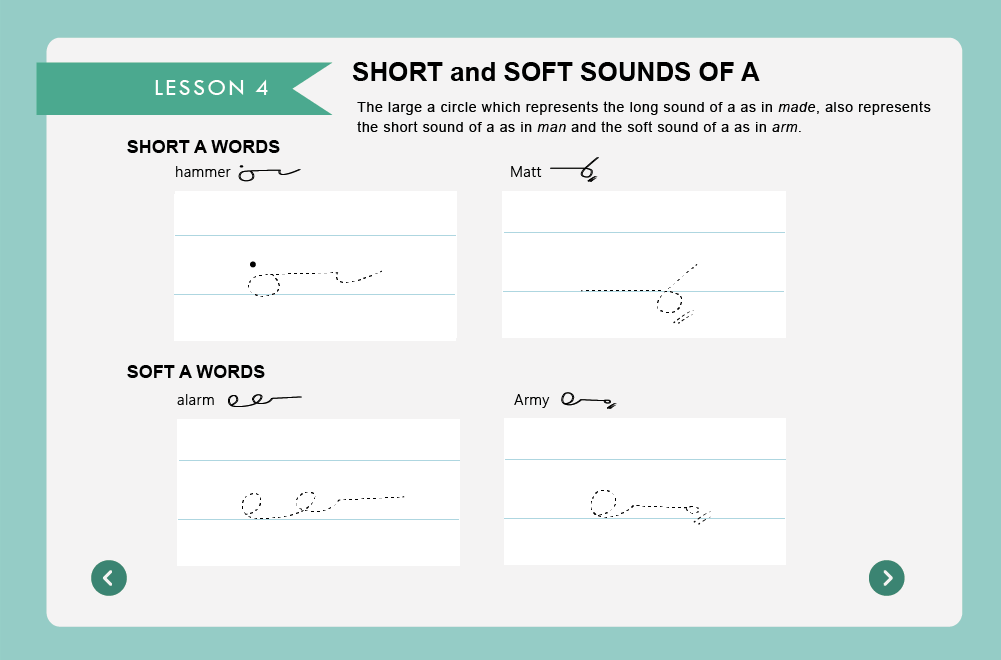 LESSON 4
SHORT and SOFT SOUNDS OF A
The large a circle which represents the long sound of a as in made, also represents
the short sound of a as in man and the soft sound of a as in arm.
SHORT A WORDS
hammer
Matt
SOFT A WORDS
alarm
Army